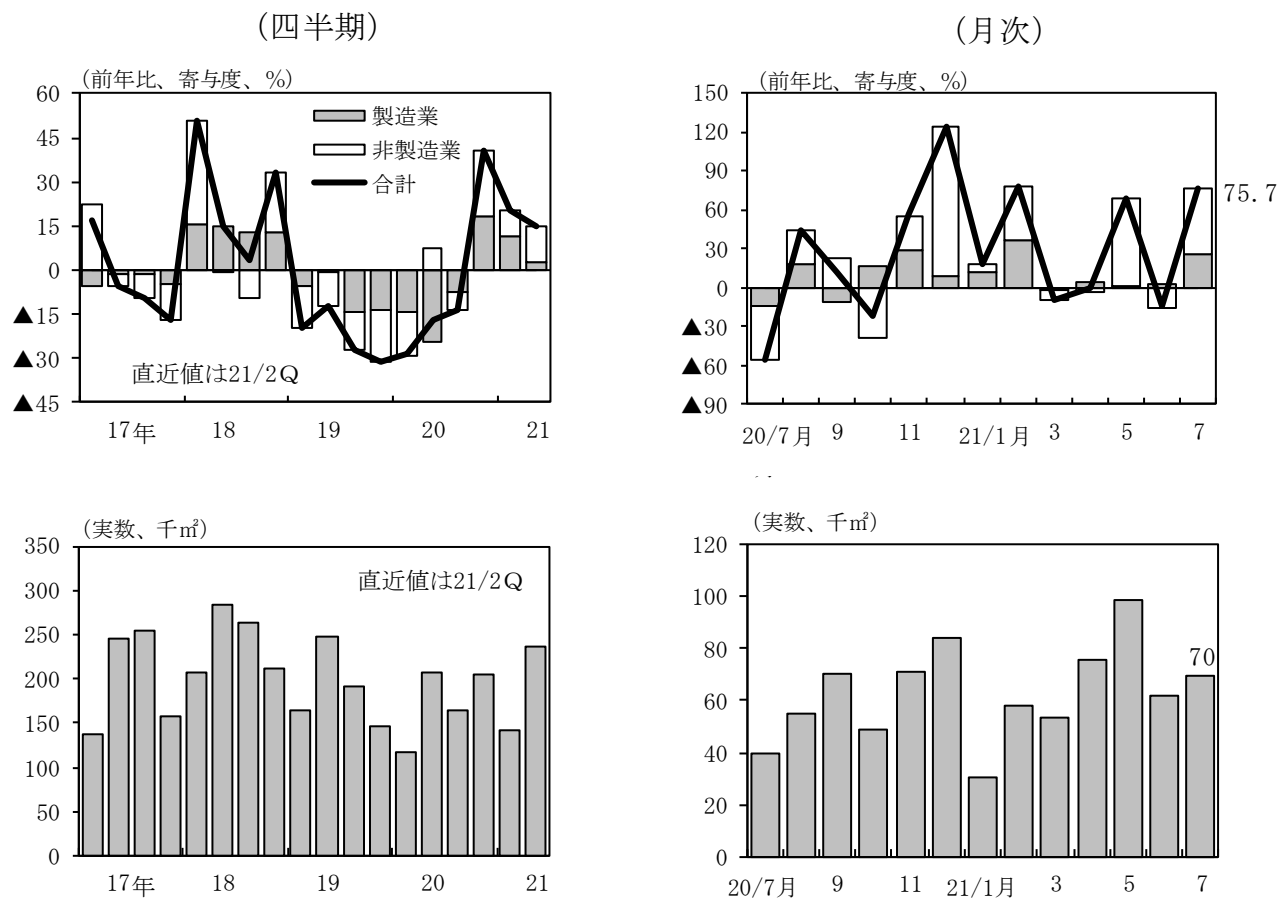 (四半期)
(月次)
(前年比、寄与度、%)
60
45
30
15
0
▲15
▲30
▲45
製造業
非製造業
合計
直近値は21/2Q
17年 18 19 20 21
(前年比、寄与度、%)
150
120
90
60
30
0
▲30
▲60
▲90
75.7
20/7月 9 11 21/1月 3 5 7
(実数、千㎡)
350
300
250
200
150
100
50
0
直近値は21/2Q
17年 18 19 20 21
(実数、千㎡)
120
100
80
60
40
20
0
70
20/7月 9 11 21/1月 3 5 7